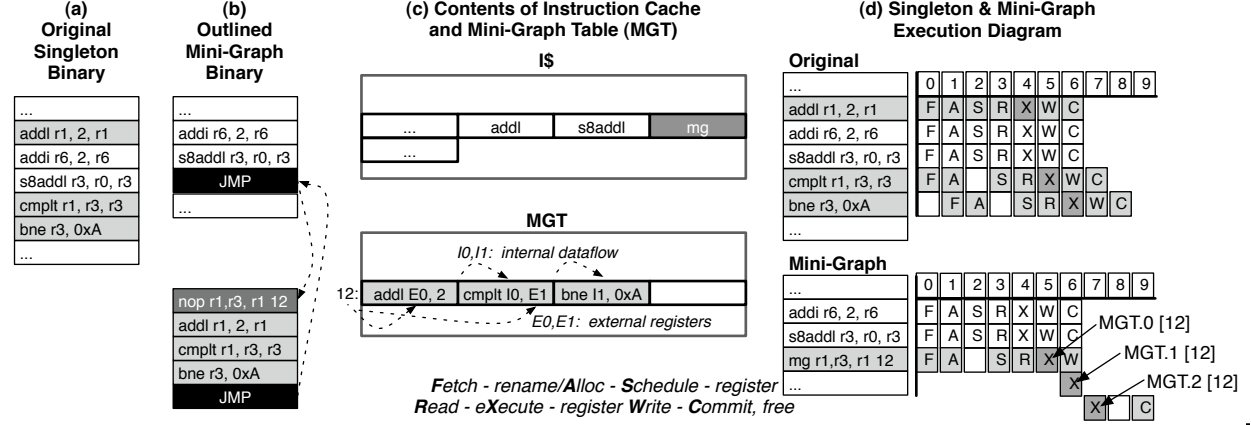 (a)
Original
Singleton
Binary
...
addl r1, 2, r1
addi r6, 2, r6
s8addl r3, r0, r3
cmplt r1, r3, r3
bne r3, 0xA
...
(b)
Outlined
Mini-Graph
Binary
...
addi r6, 2, r6
s8addl r3, r0, r3
JMP
...
nop r1,r3, r1 12
addl r1, 2, r1
cmplt r1, r3, r3
bne r3, 0xA
JMP
(c) Contents of Instruction Cache
and Mini-Graph Table (MGT)
I$
... addl s8addl mg
...
MGT
I0,I1: internal dataflow
12: addl E0, 2 cmplt I0, E1 bne I1, 0xA
E0,E1: external registers
Fetch - rename/Alloc - Schedule - register
Read - eXecute - register Write - Commit, free
(d) Singleton & Mini-Graph
Execution Diagram
Original
... 0 1 2 3 4 5 6 7 8 9
addl r1, 2, r1 F A S R X W C
addi r6, 2, r6 F A S R X W C
s8addl r3, r0, r3 F A S R X W C
cmplt r1, r3, r3 F A S R X W C
bne r3, 0xA F A S R X W C
...
Mini-Graph
... 0 1 2 3 4 5 6 7 8 9
addi r6, 2, r6 F A S R X W C
s8addl r3, r0, r3 F A S R X W C
mg r1,r3, r1 12 F A S R X W
... X
X C
MGT.0 [12]
MGT.1 [12]
MGT.2 [12]